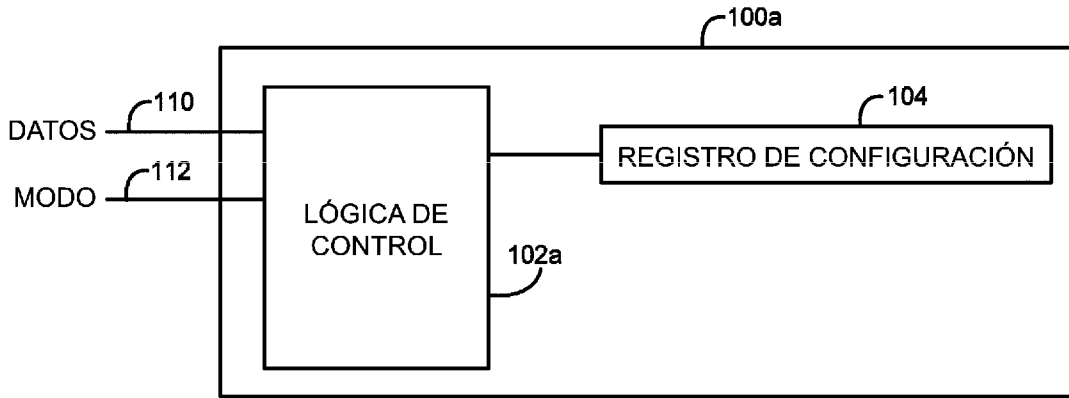 100a
110
DATOS
104
REGISTRO DE CONFIGURACIÓN
112
MODO
LÓGICA DE
CONTROL
102a